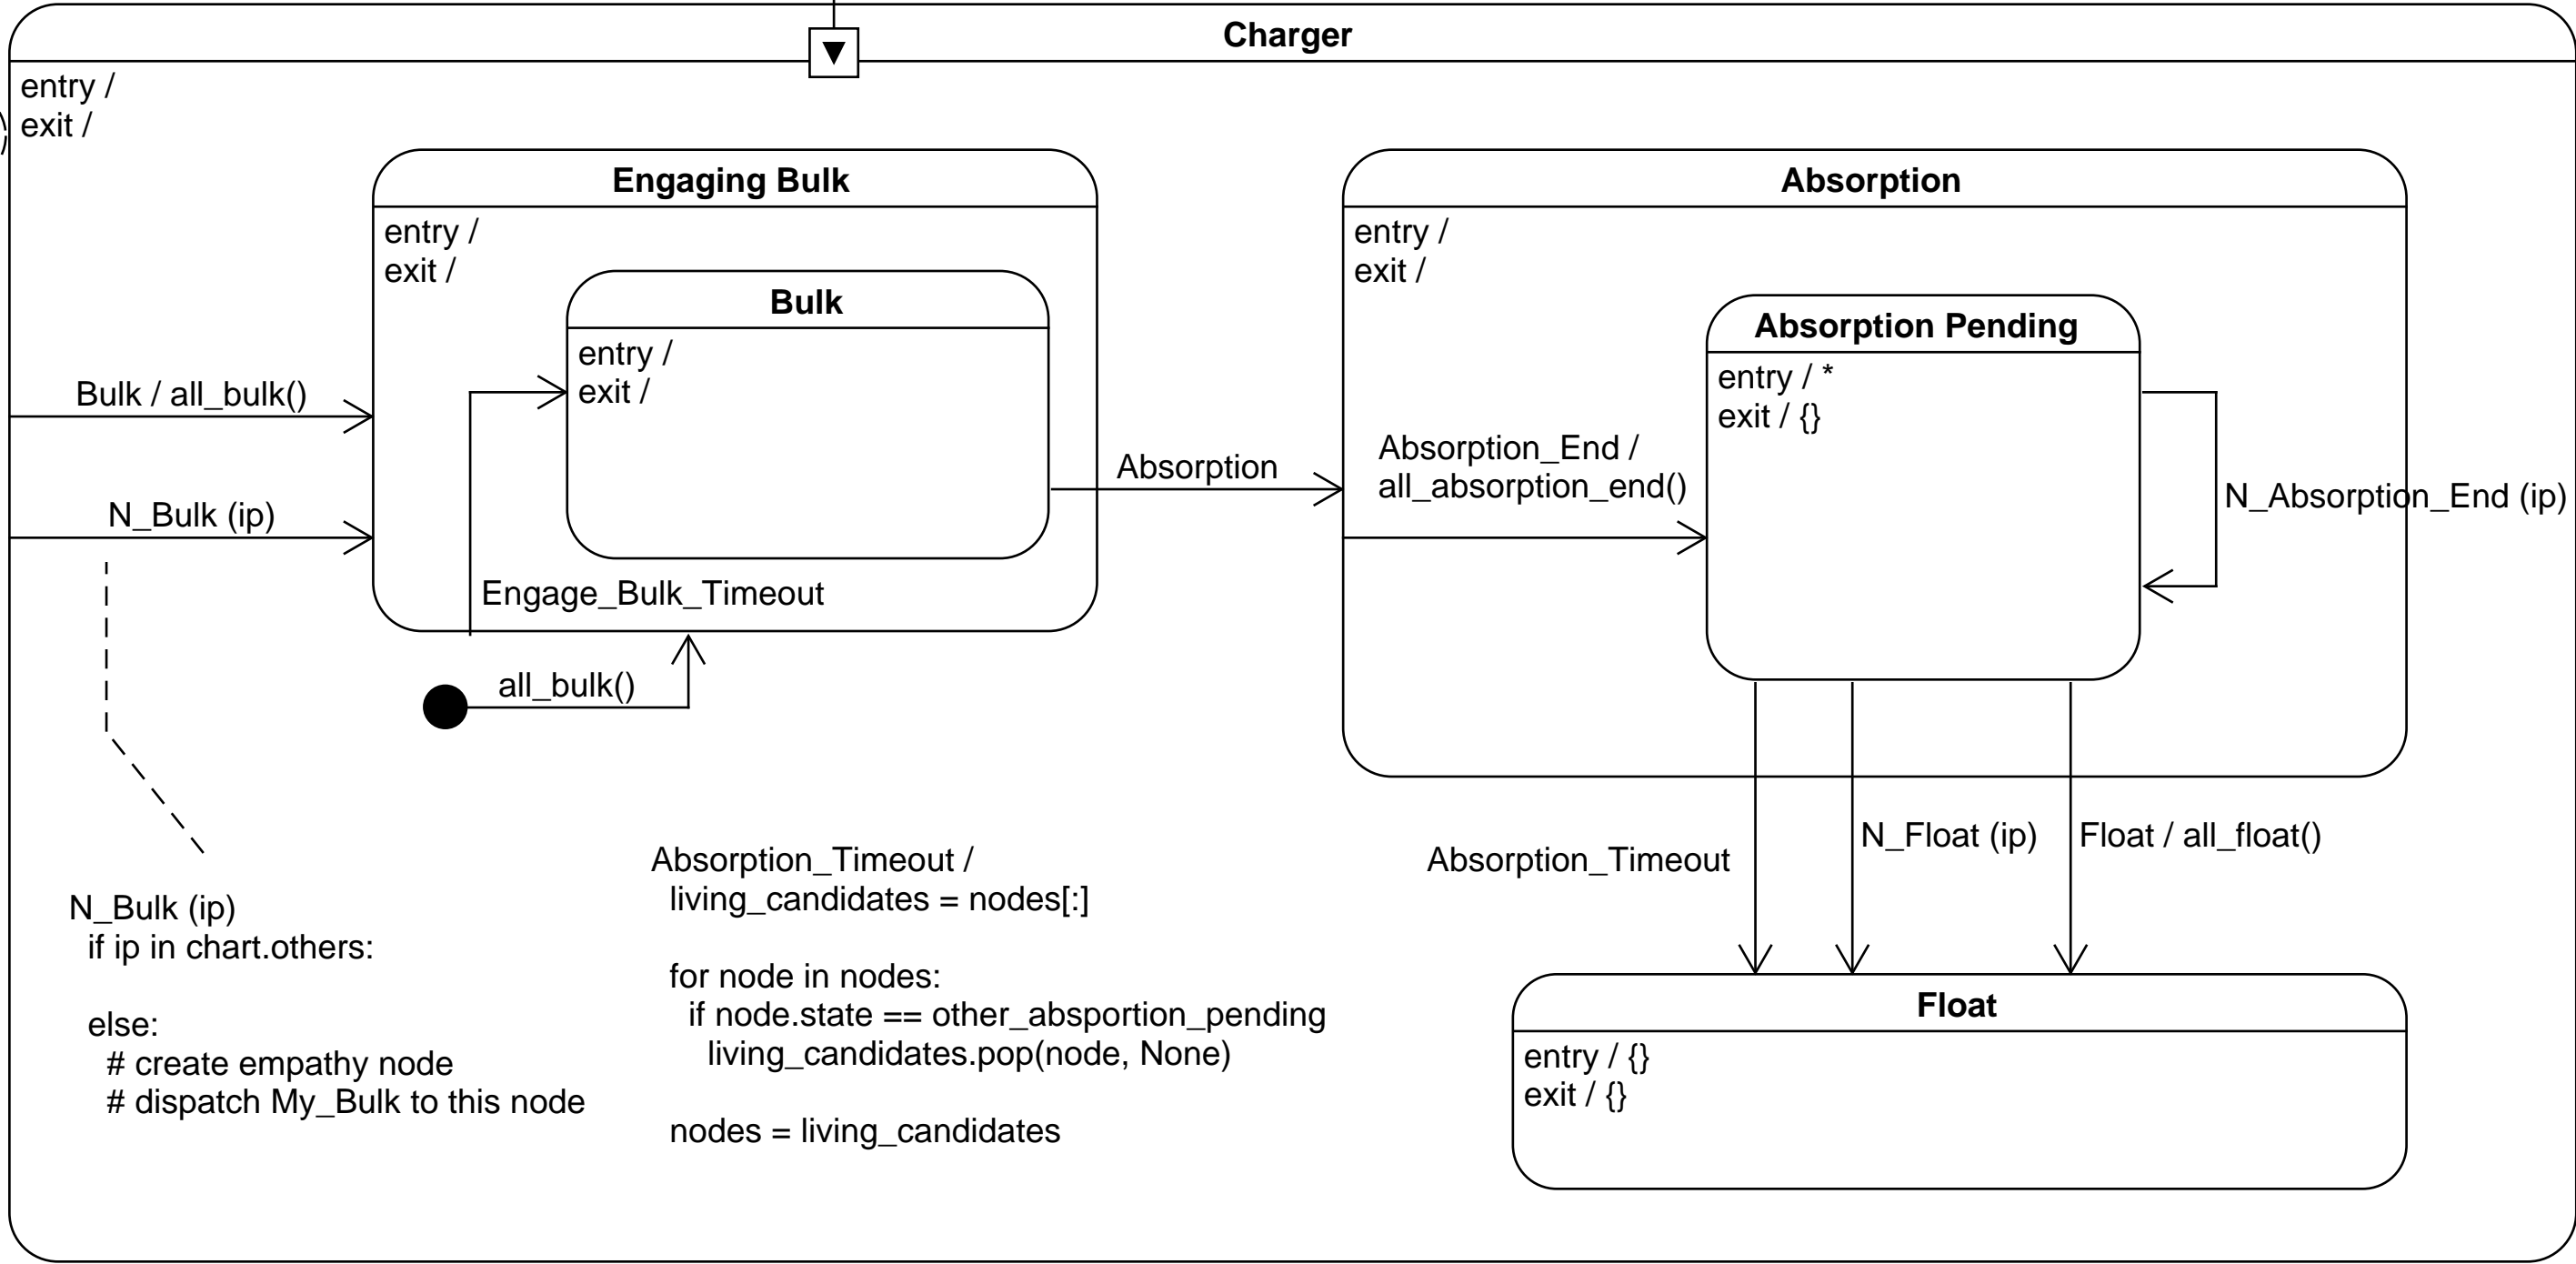 Charger
entry /
exit /
Engaging Bulk
entry /
exit /
Bulk
entry /
exit /
Absorption
entry /
exit /
Absorption Pending
entry / *
exit / {}
Bulk / all_bulk()
N_Bulk (ip)
Engage_Bulk_Timeout
all_bulk()
Absorption
Absorption_End /
all_absorption_end()
N_Absorption_End (ip)
Absorption_Timeout
N_Float (ip)
Float / all_float()
N_Bulk (ip)
if ip in chart.others:
else:
# create empathy node
# dispatch My_Bulk to this node
Absorption_Timeout /
living_candidates = nodes[:]
for node in nodes:
if node.state == other_absportion_pending
living_candidates.pop(node, None)
nodes = living_candidates
Float
entry / {}
exit / {}